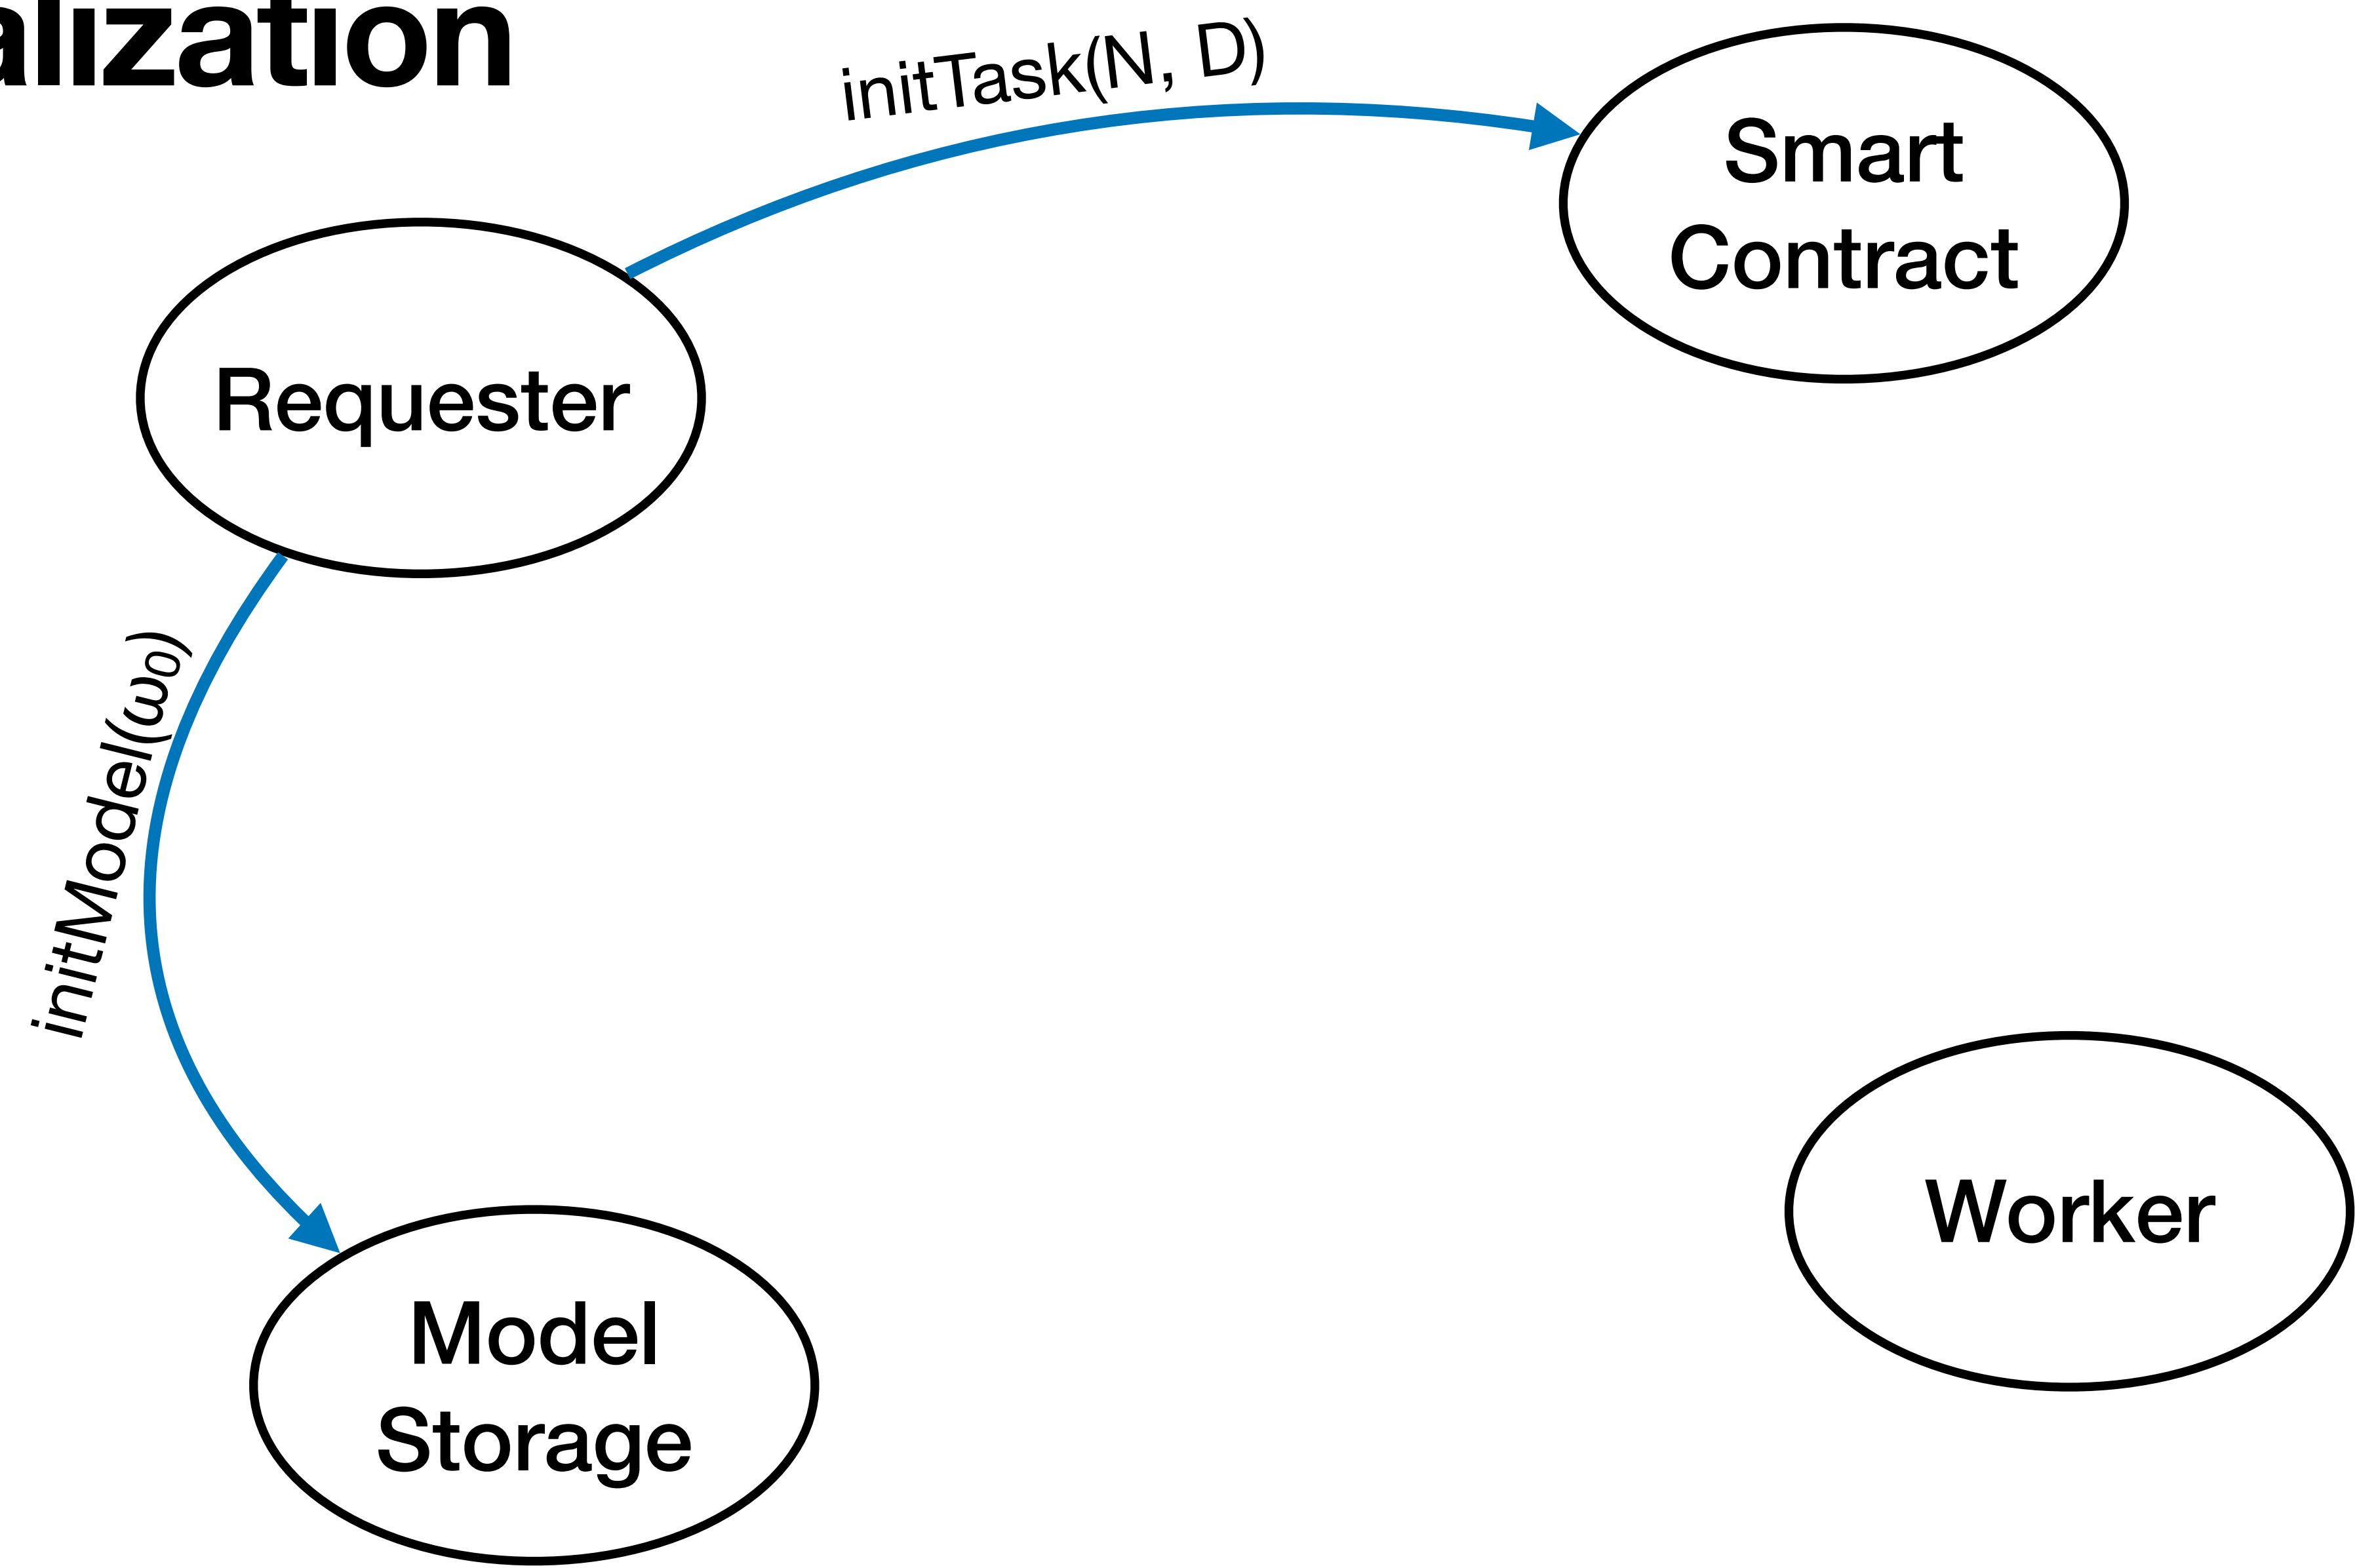 alization
initTask(N, D)
Smart
Contract
Requester
initModel(ω₀)
Worker
Model
Storage